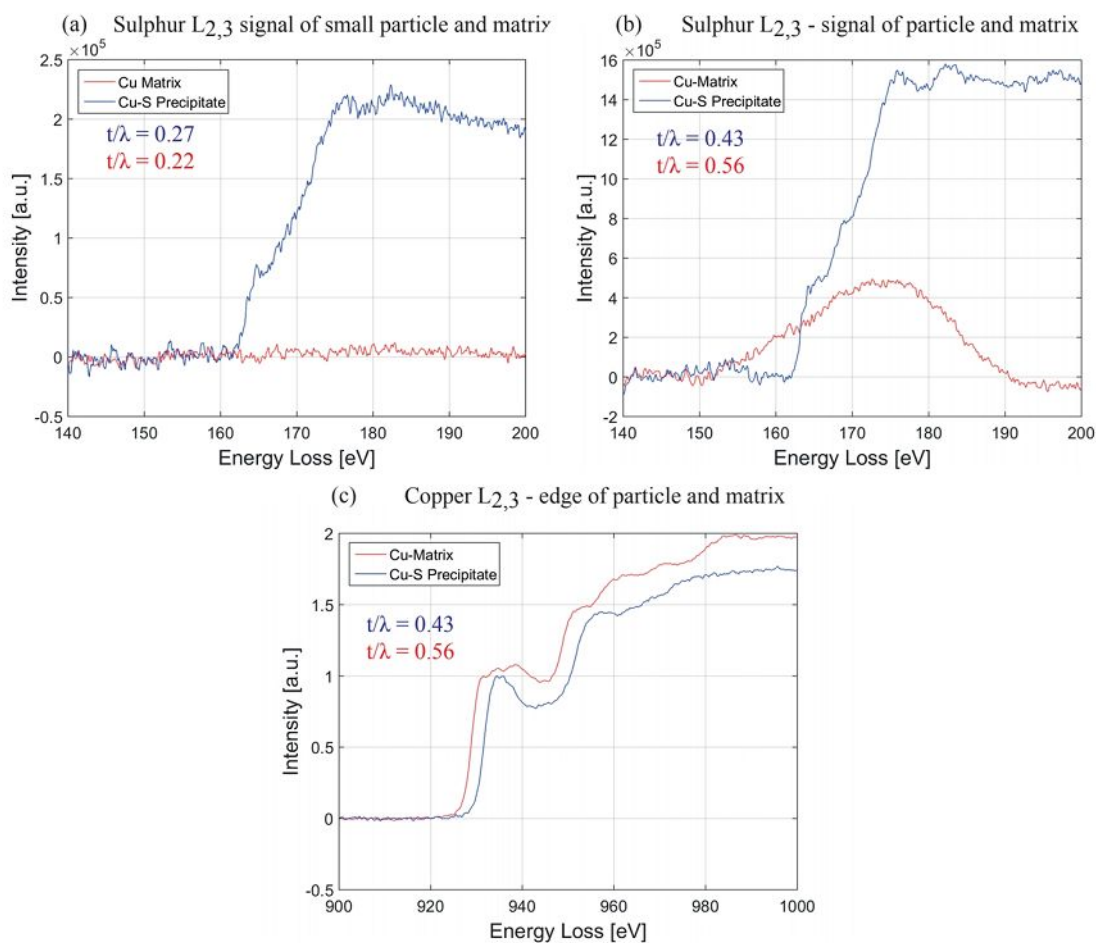 (a) Sulphur L2,3 signal of small particle and matrix
×10^5
2.5
2
1.5
1
0.5
0
-0.5
Intensity [a.u.]
Cu Matrix
Cu-S Precipitate
t/λ = 0.27
t/λ = 0.22
140 150 160 170 180 190 200
Energy Loss [eV]
(b) Sulphur L2,3 - signal of particle and matrix
×10^5
16
14
12
10
8
6
4
2
0
-2
Intensity [a.u.]
Cu-Matrix
Cu-S Precipitate
t/λ = 0.43
t/λ = 0.56
140 150 160 170 180 190 200
Energy Loss [eV]
(c) Copper L2,3 - edge of particle and matrix
2
1.5
1
0.5
0
-0.5
Intensity [a.u.]
Cu-Matrix
Cu-S Precipitate
t/λ = 0.43
t/λ = 0.56
900 920 940 960 980 1000
Energy Loss [eV]